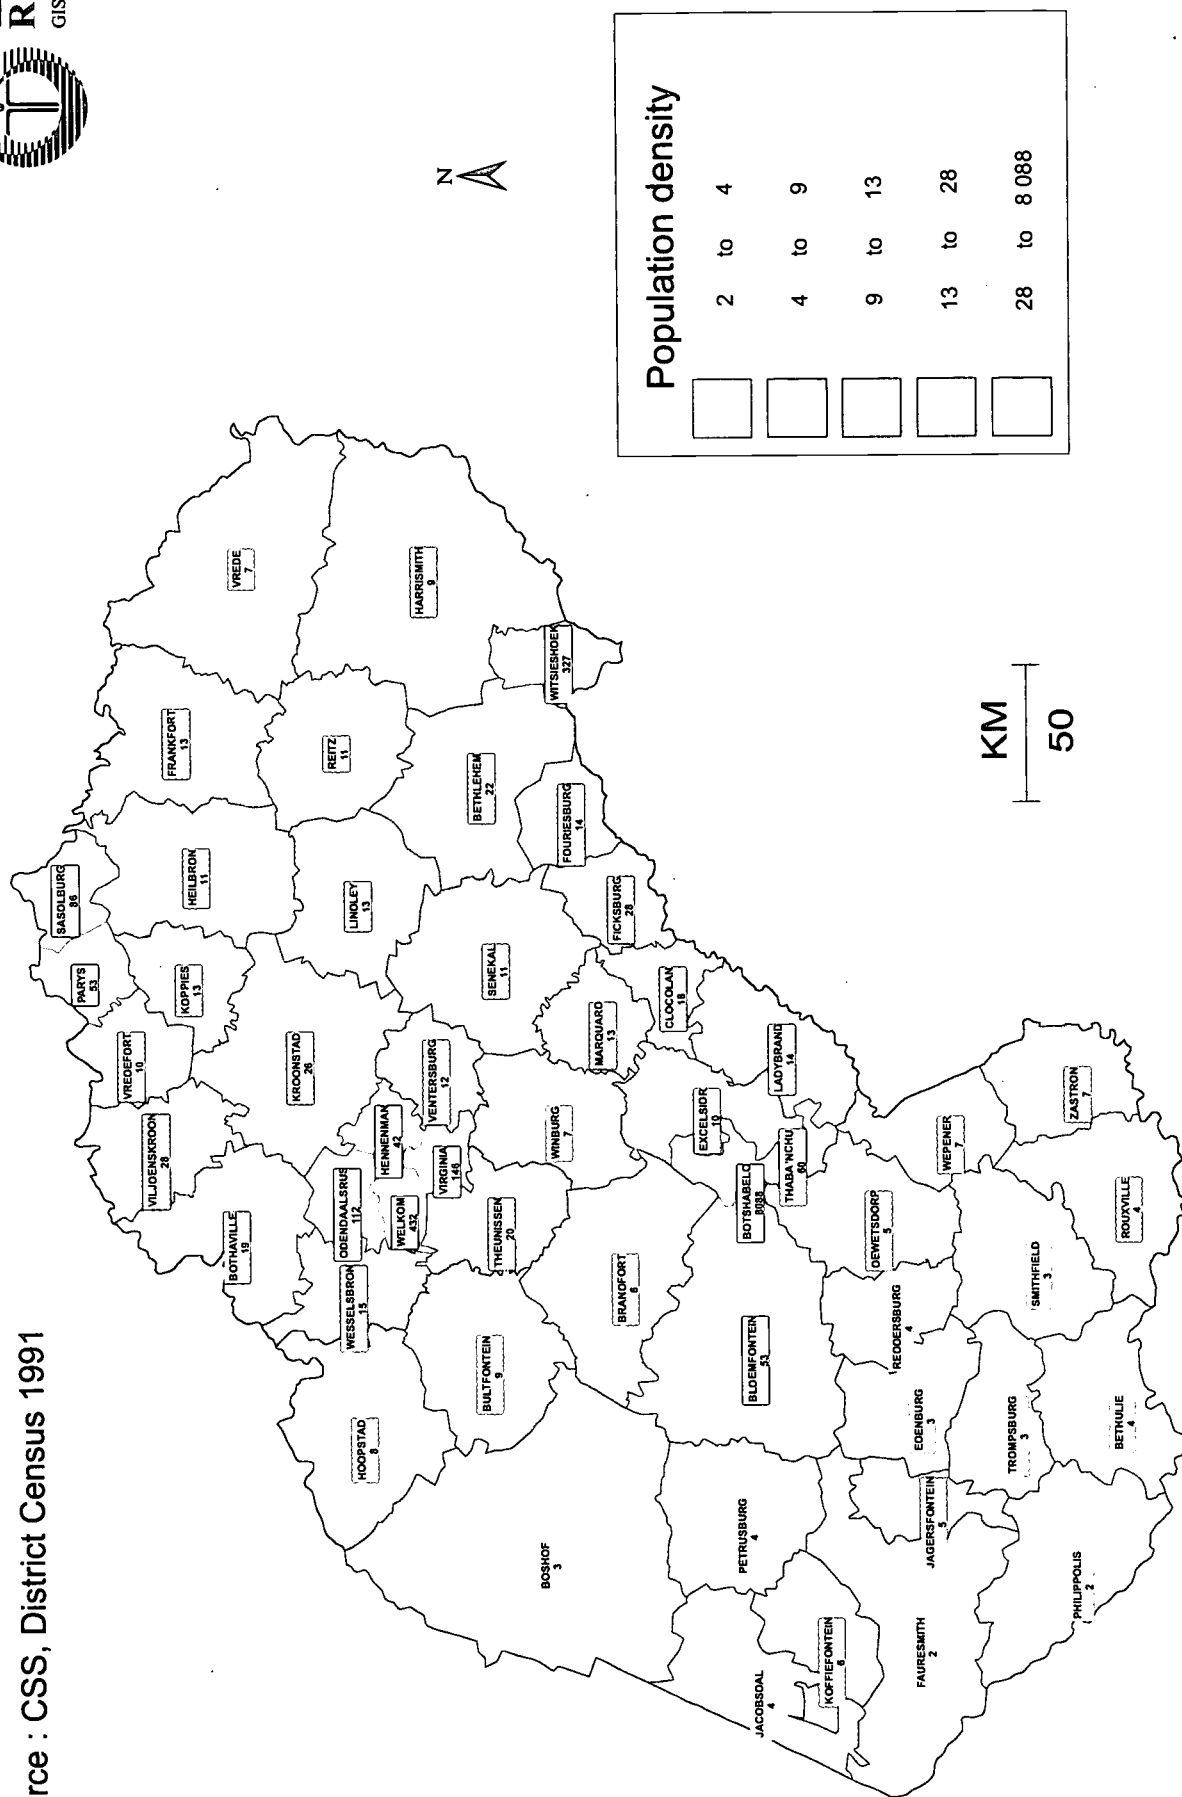 rce : CSS, District Census 1991
R
GIS
N
Population density
2 to 4
4 to 9
9 to 13
13 to 28
28 to 8 088
KM
50
SASOLBURG
86
PARYS
53
VREDEFORT
10
KOPPIES
13
HEILBRON
11
FRANKFORT
13
VREDE
7
VILJOENSKROON
28
BOTHAVILLE
19
KROONSTAD
26
LINDLEY
13
REITZ
11
HARRISMITH
9
WITSIESHOEK
327
BETHLEHEM
22
FOURIESBURG
14
FICKSBURG
28
SENEKAL
11
MARQUARD
13
CLOCOLAN
18
LADYBRAND
14
EXCELSIOR
10
VENTERSBURG
12
HENNENMAN
42
ODENDAALSRUS
112
WELKOM
432
VIRGINIA
146
WINBURG
7
THEUNISSEN
20
WESSELSBRON
15
HOOPSTAD
8
BULTFONTEIN
9
BRANDFORT
6
BOSHOF
3
BLOEMFONTEIN
53
BOTSHABELO
8088
THABA'NCHU
60
DEWETSDORP
5
WEPENER
7
ZASTRON
7
ROUXVILLE
4
SMITHFIELD
3
REDDERSBURG
4
EDENBURG
3
TROMPSBURG
3
BETHULIE
4
PETRUSBURG
4
JACOBSDAL
4
KOFFIEFONTEIN
6
FAURESMITH
2
JAGERSFONTEIN
5
PHILIPPOLIS
2